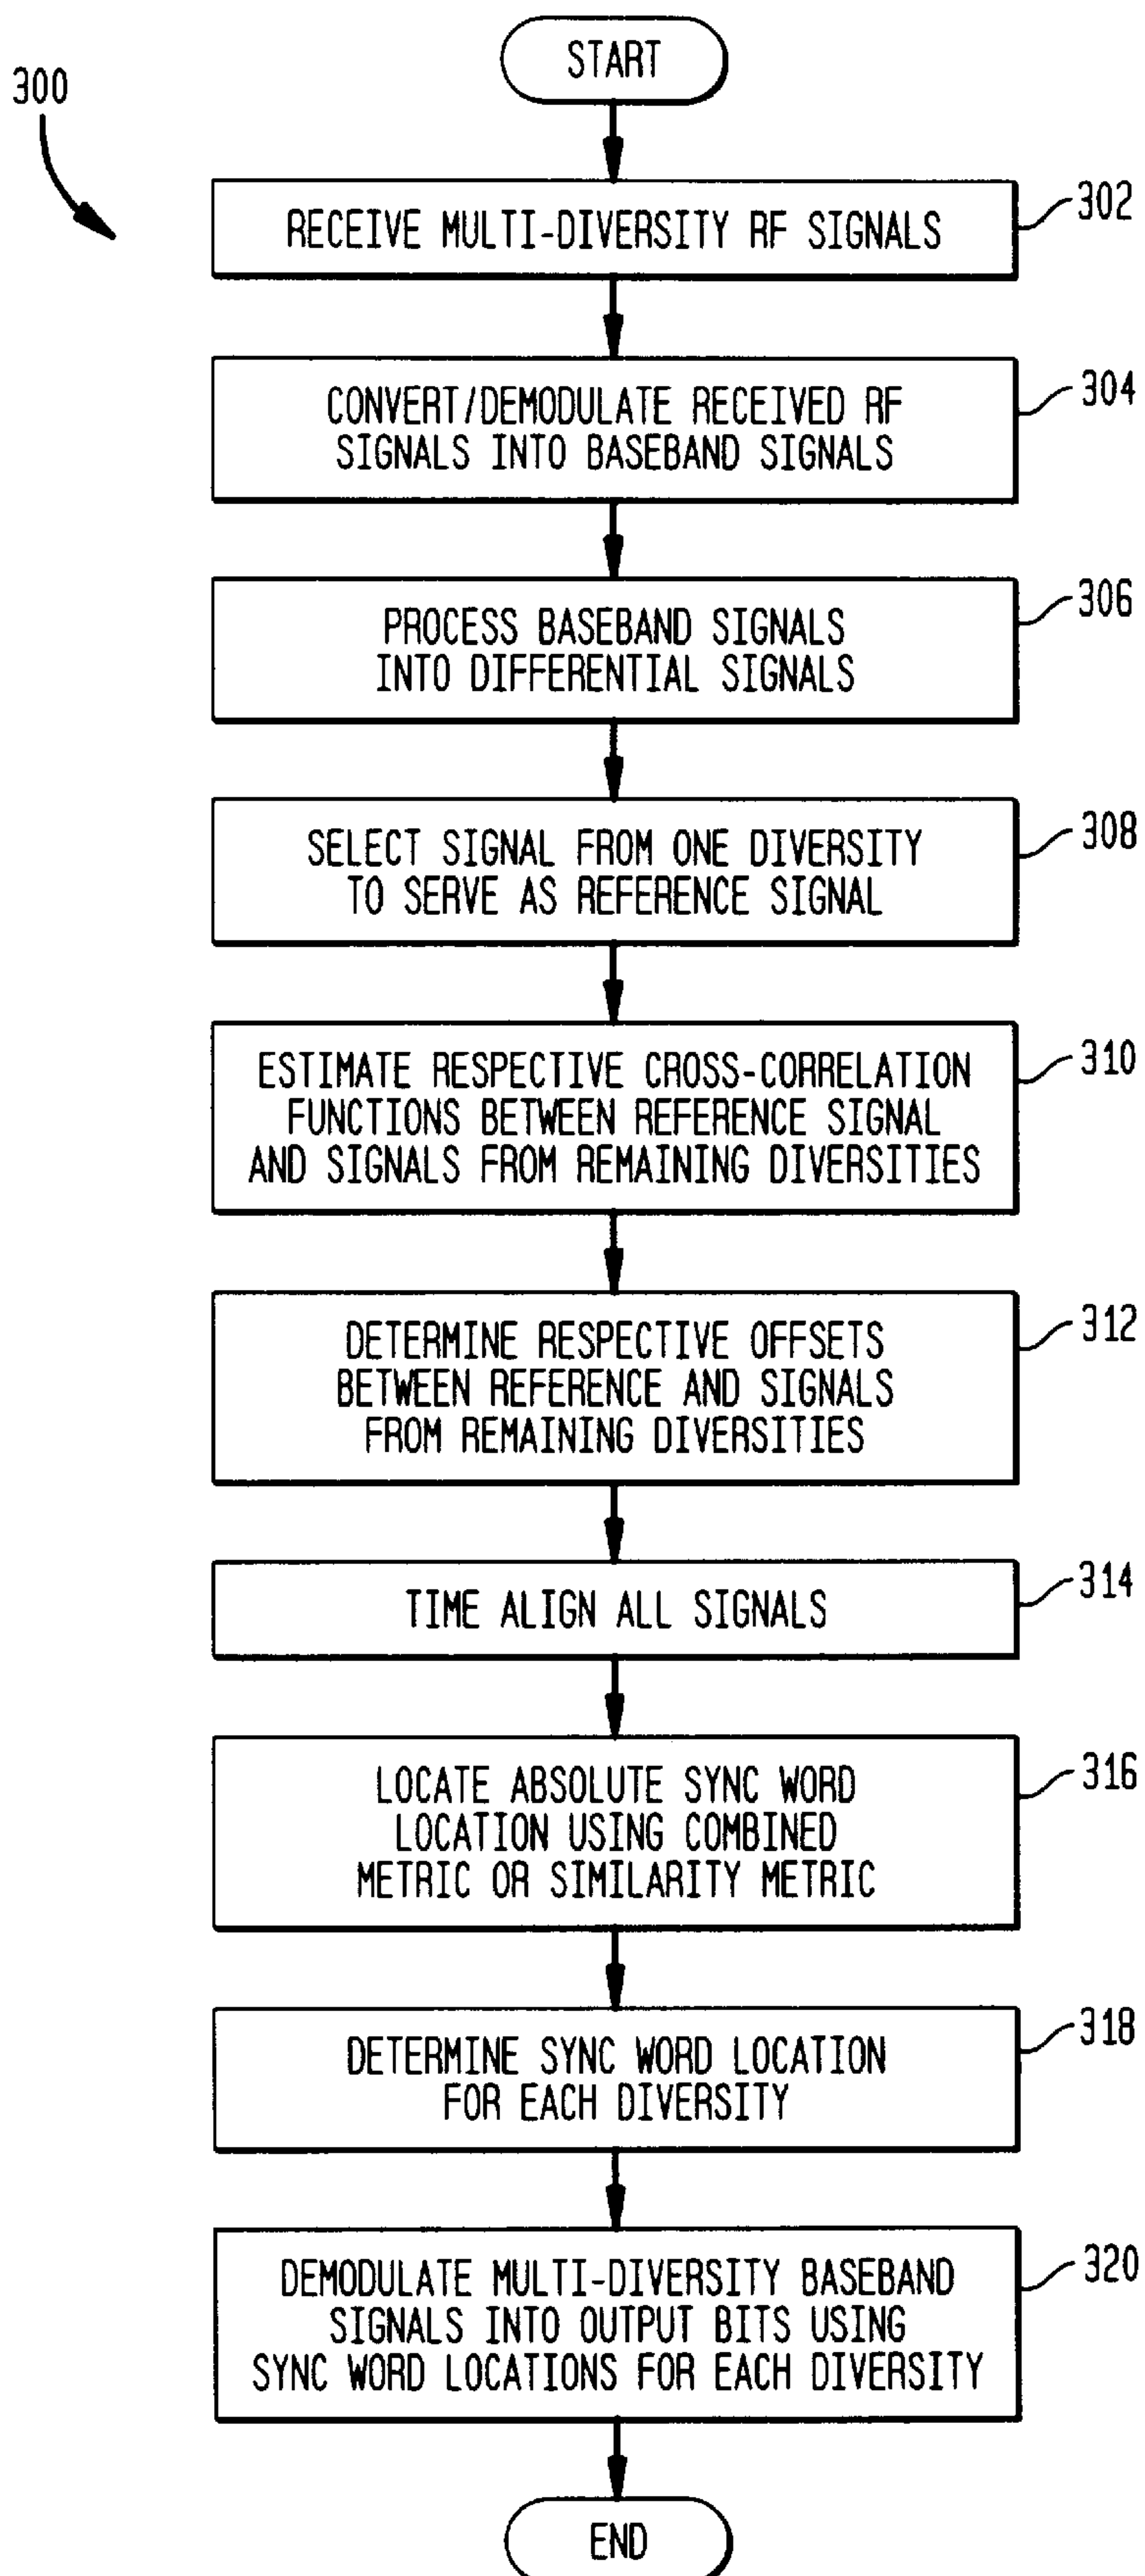 START
300
302
RECEIVE MULTI-DIVERSITY RF SIGNALS
304
CONVERT/DEMODULATE RECEIVED RF
SIGNALS INTO BASEBAND SIGNALS
306
PROCESS BASEBAND SIGNALS
INTO DIFFERENTIAL SIGNALS
308
SELECT SIGNAL FROM ONE DIVERSITY
TO SERVE AS REFERENCE SIGNAL
310
ESTIMATE RESPECTIVE CROSS-CORRELATION
FUNCTIONS BETWEEN REFERENCE SIGNAL
AND SIGNALS FROM REMAINING DIVERSITIES
312
DETERMINE RESPECTIVE OFFSETS
BETWEEN REFERENCE AND SIGNALS
FROM REMAINING DIVERSITIES
314
TIME ALIGN ALL SIGNALS
316
LOCATE ABSOLUTE SYNC WORD
LOCATION USING COMBINED
METRIC OR SIMILARITY METRIC
318
DETERMINE SYNC WORD LOCATION
FOR EACH DIVERSITY
320
DEMODULATE MULTI-DIVERSITY BASEBAND
SIGNALS INTO OUTPUT BITS USING
SYNC WORD LOCATIONS FOR EACH DIVERSITY
END